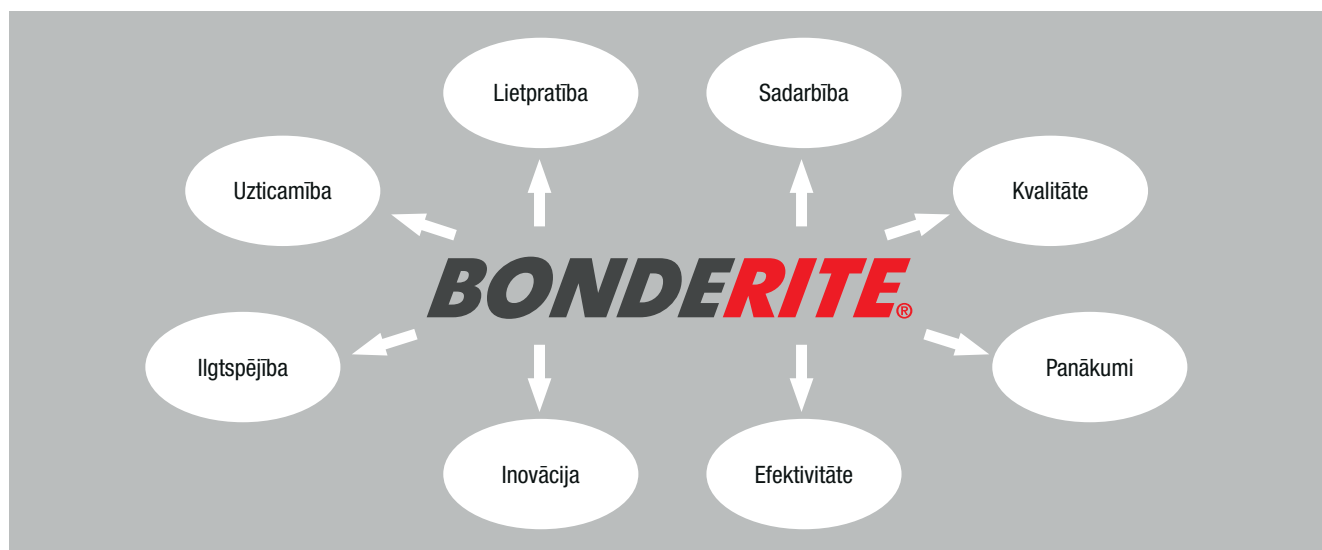 Lietpratība
Sadarbība
Uzticamība
Kvalitāte
BONDERITE®
Ilgtspējība
Panākumi
Inovācija
Efektivitāte